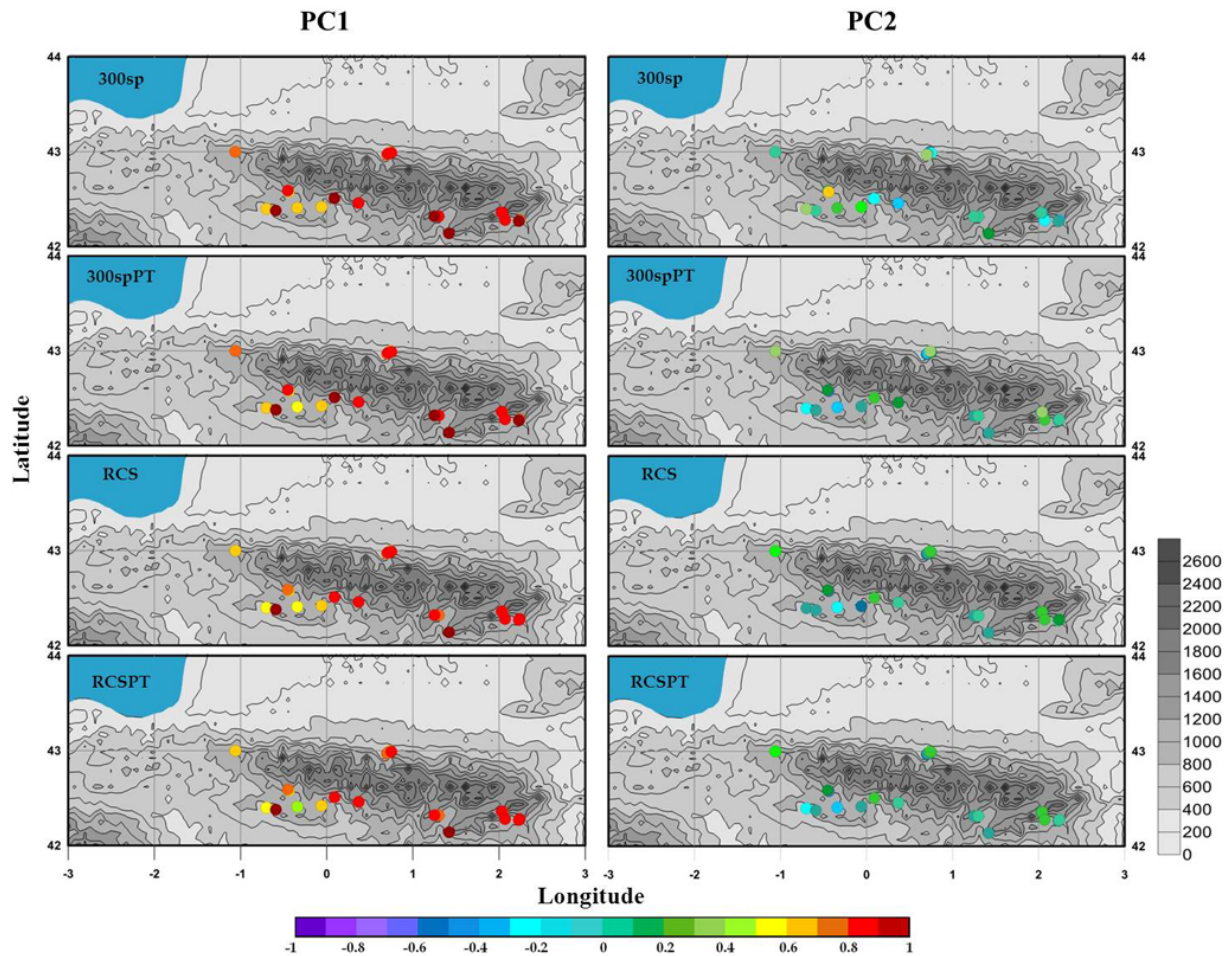 PC1 PC2
44 300sp 300sp 44
43 43
42 42
44 300spPT 300spPT 44
43 43
42 42
Latitude
44 RCS RCS 44
43 43
42 42
44 RCSPT RCSPT 44
43 43
42 42
-3 -2 -1 0 1 2 3 -3 -2 -1 0 1 2 3
Longitude
2600
2400
2200
2000
1800
1600
1400
1200
1000
800
600
400
200
0
-1 -0.8 -0.6 -0.4 -0.2 0 0.2 0.4 0.6 0.8 1